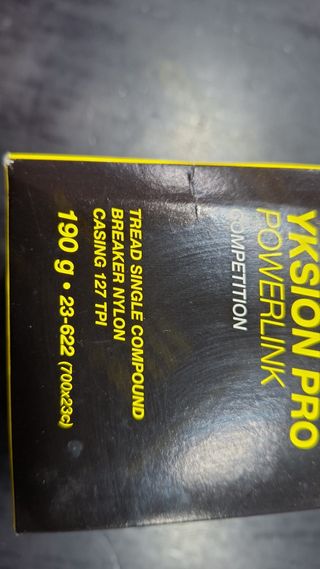 YKSION PRO
POWERLINK
COMPETITION
TREAD SINGLE COMPOUND
BREAKER NYLON
CASING 127 TPI
190 g • 23-622 (700x23c)